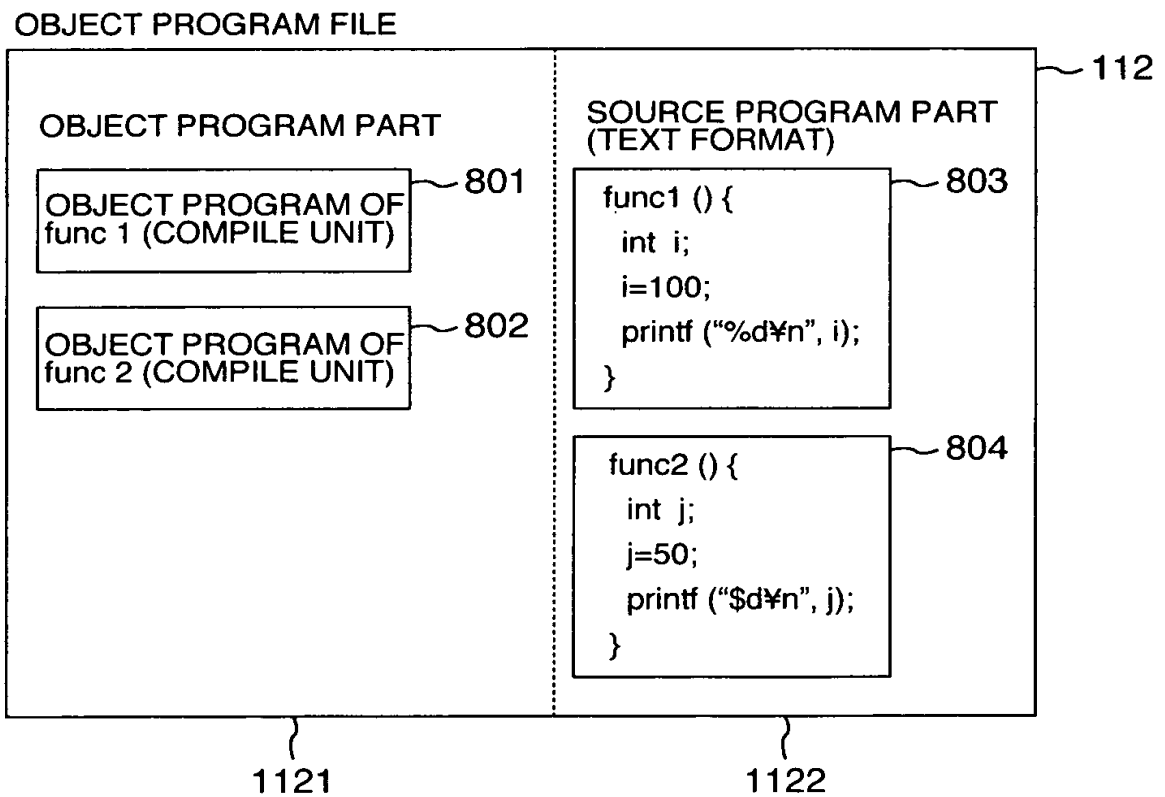 OBJECT PROGRAM FILE
112
OBJECT PROGRAM PART
801
OBJECT PROGRAM OF
func 1 (COMPILE UNIT)
802
OBJECT PROGRAM OF
func 2 (COMPILE UNIT)
SOURCE PROGRAM PART
(TEXT FORMAT)
803
func1 () {
int i;
i=100;
printf (“%d¥n”, i);
}
804
func2 () {
int j;
j=50;
printf (“$d¥n”, j);
}
1121
1122